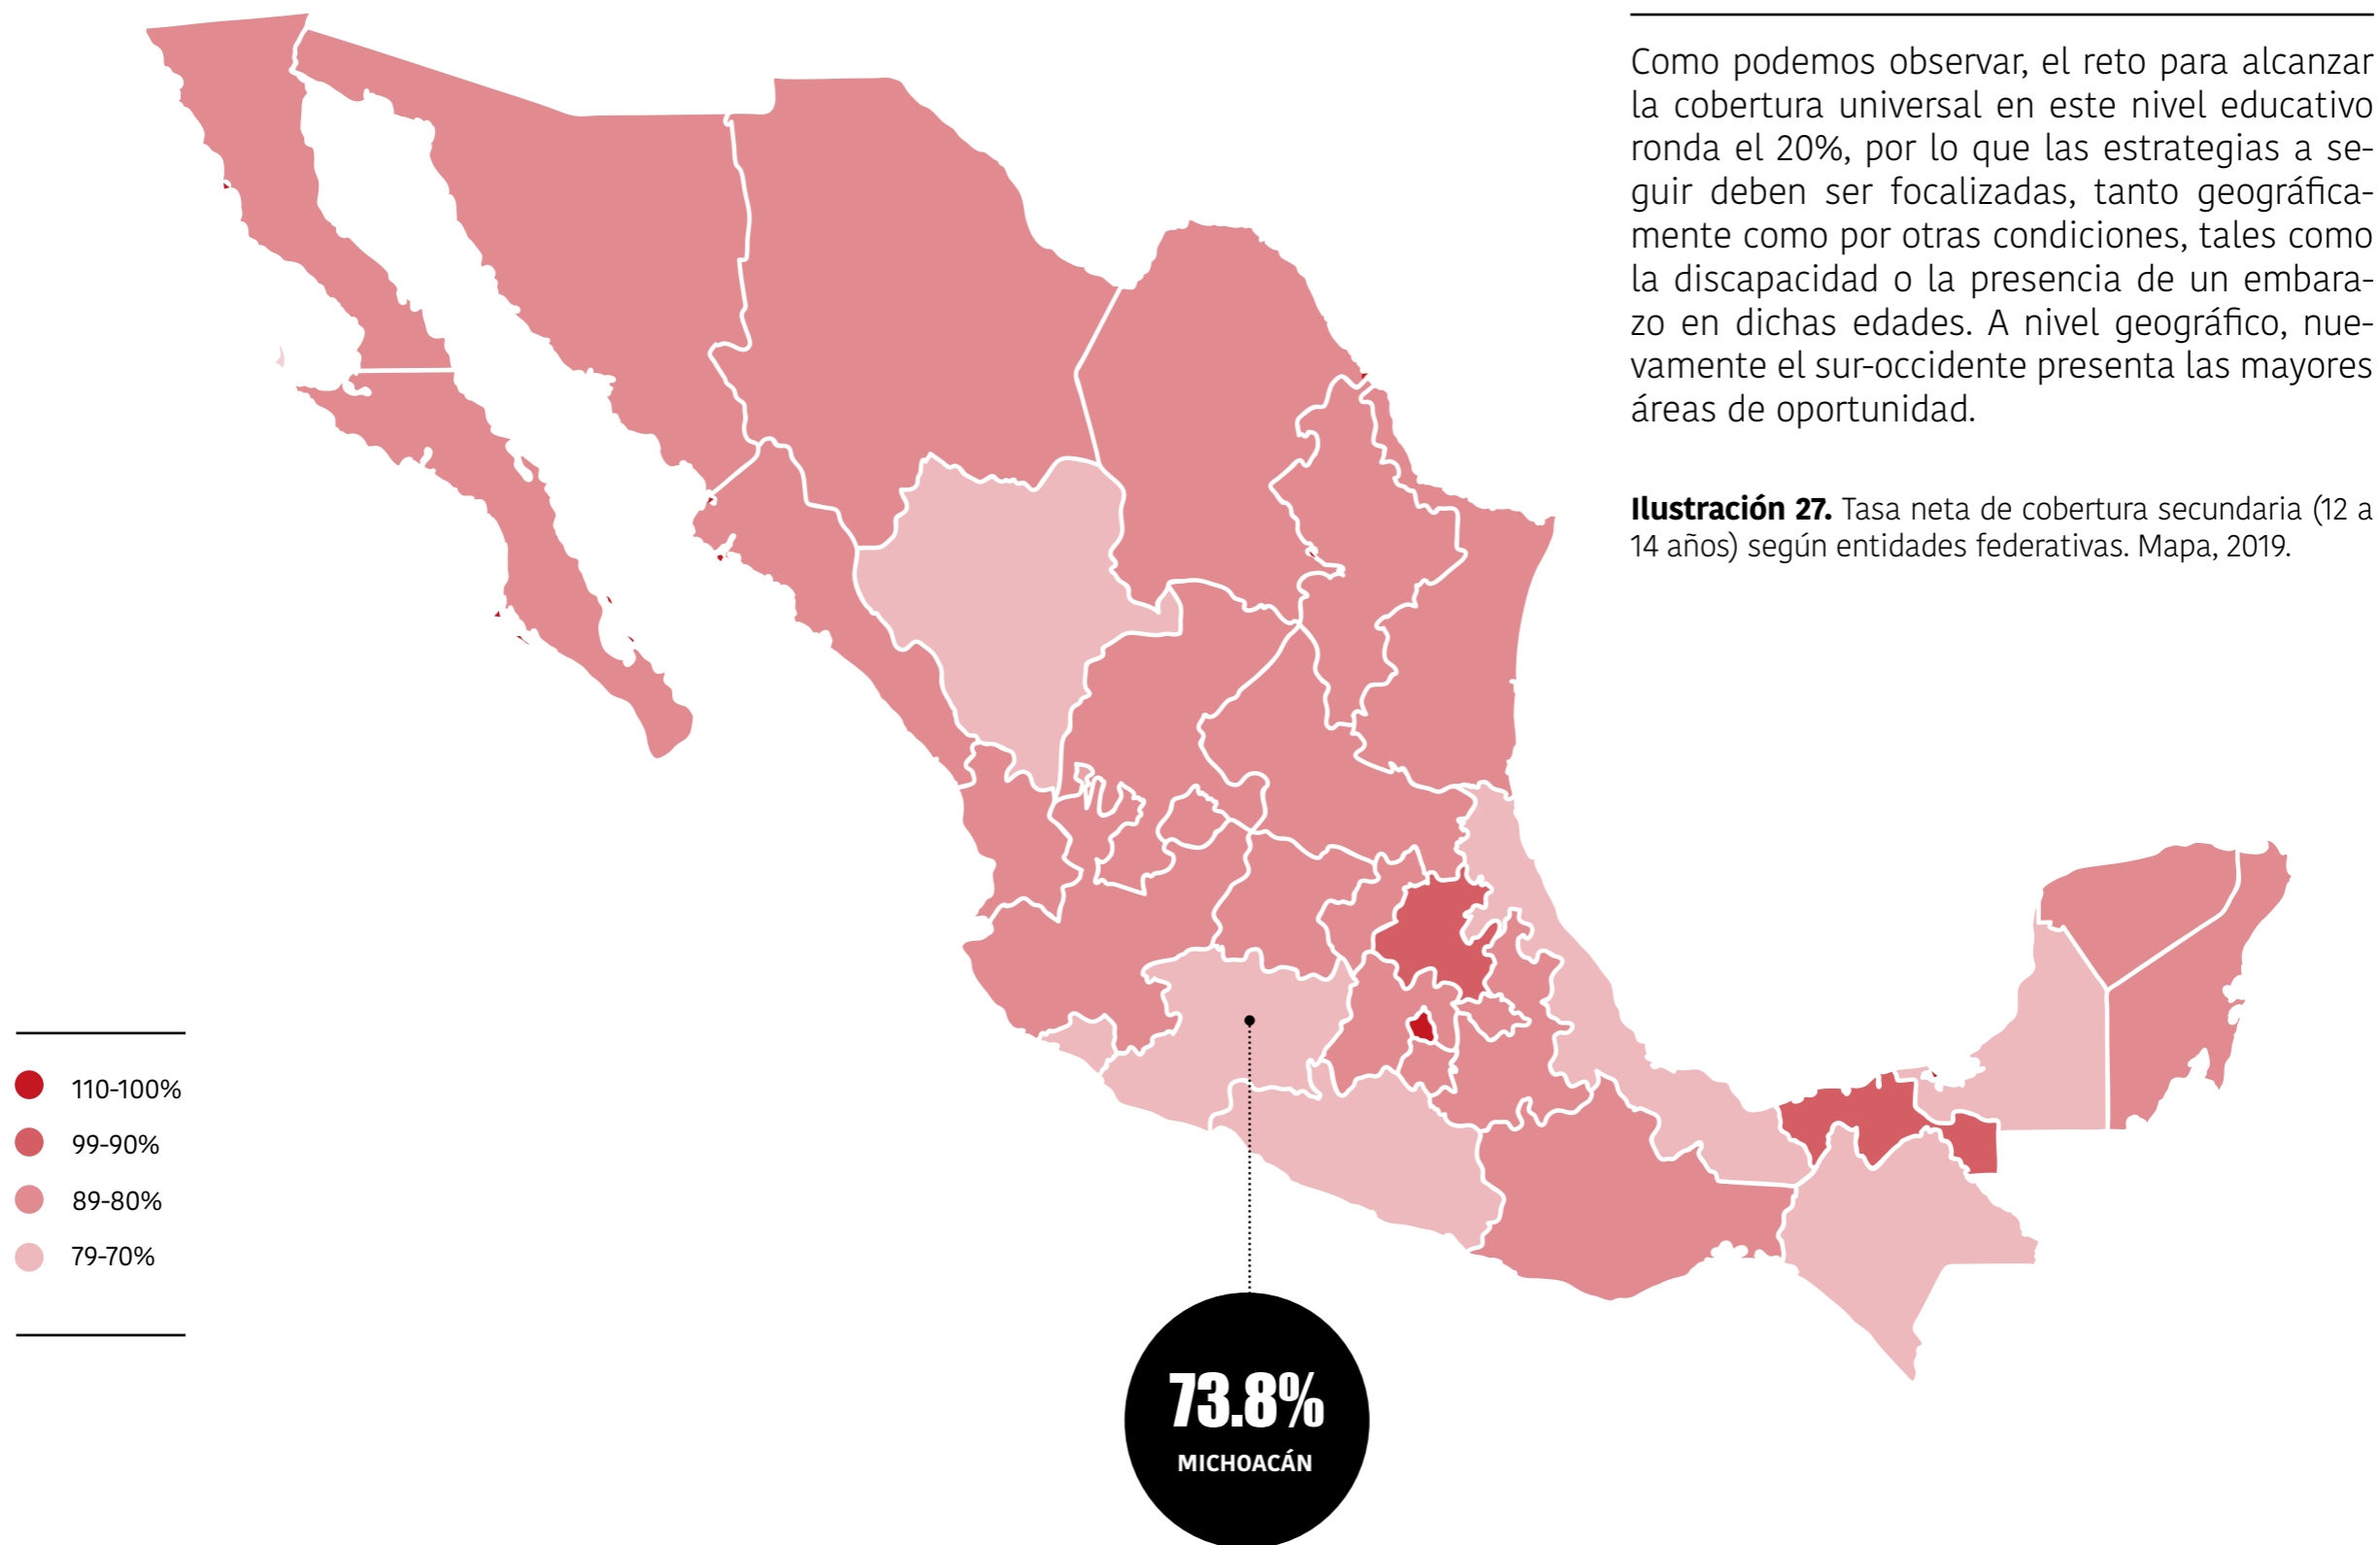 Como podemos observar, el reto para alcanzar
la cobertura universal en este nivel educativo
ronda el 20%, por lo que las estrategias a se-
guir deben ser focalizadas, tanto geográfica-
mente como por otras condiciones, tales como
la discapacidad o la presencia de un embara-
zo en dichas edades. A nivel geográfico, nue-
vamente el sur-occidente presenta las mayores
áreas de oportunidad.
Ilustración 27. Tasa neta de cobertura secundaria (12 a
14 años) según entidades federativas. Mapa, 2019.
110-100%
99-90%
89-80%
79-70%
73.8%
MICHOACÁN